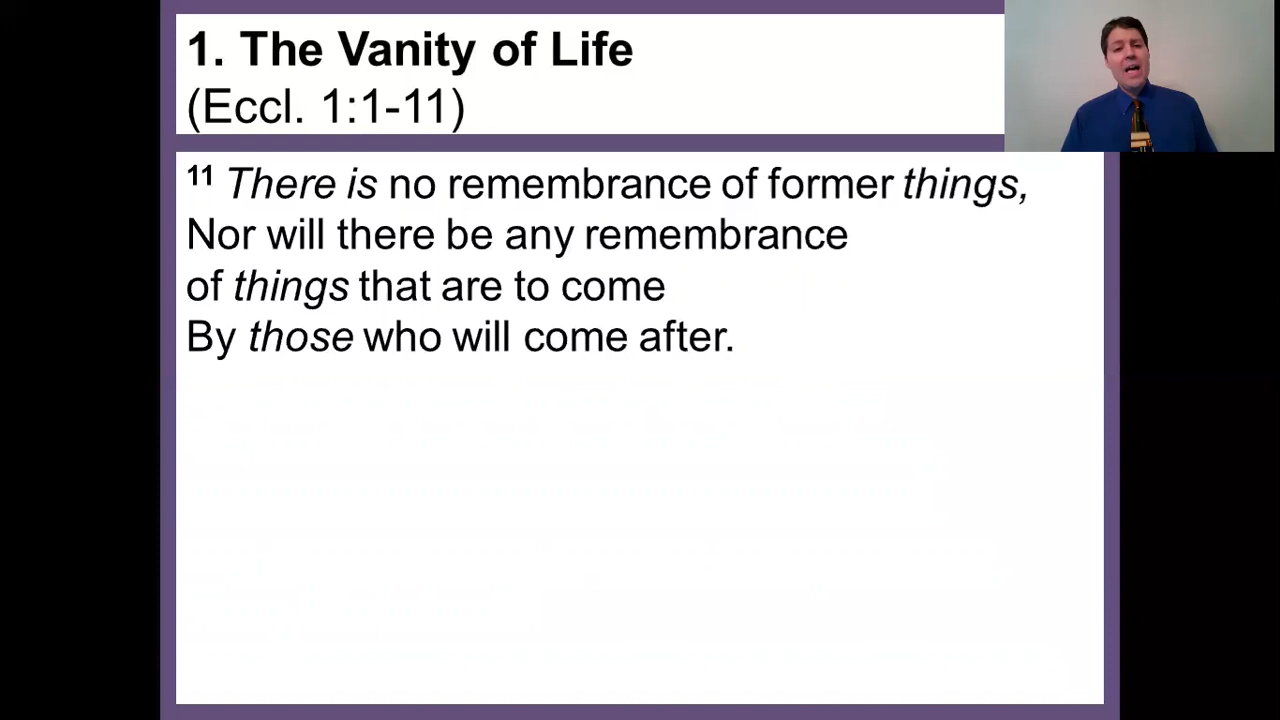 1. The Vanity of Life
(Eccl. 1:1-11)
11 There is no remembrance of former things,
Nor will there be any remembrance
of things that are to come
By those who will come after.